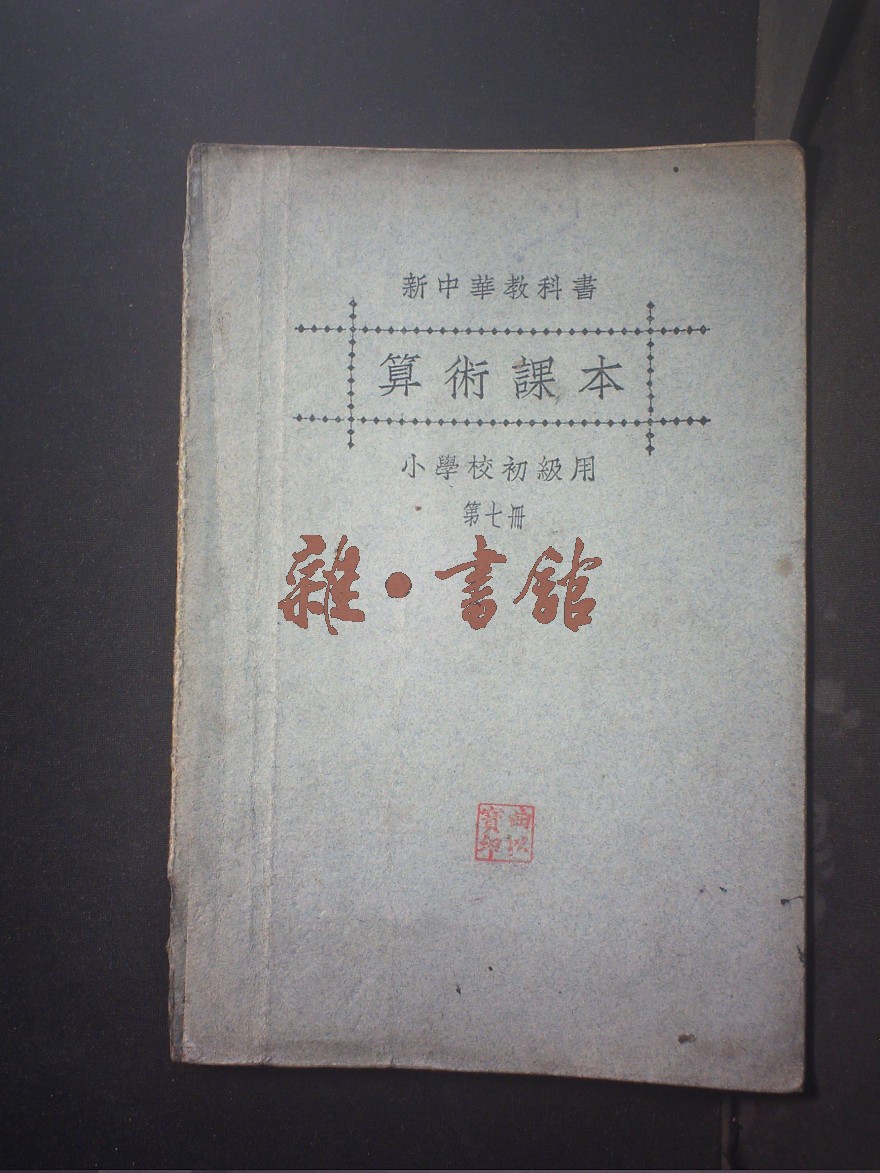 新中華教科書
算術課本
小學校初級用
第七冊
雜·書館